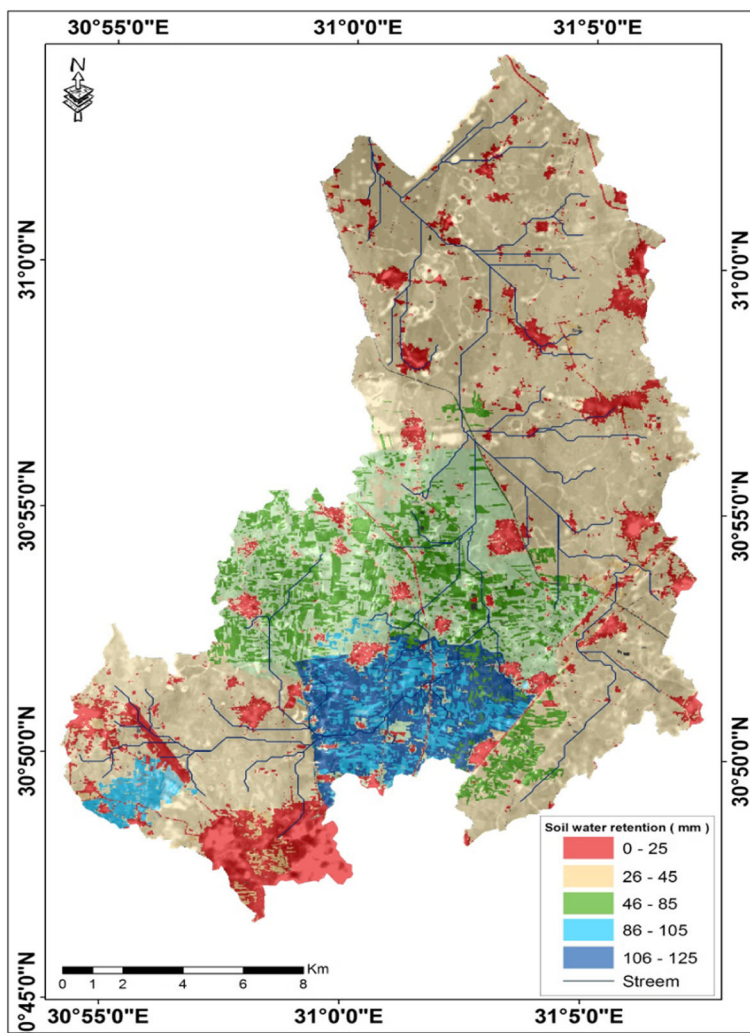 30°55'0"E 31°0'0"E 31°5'0"E
N
31°0'0"N
31°0'0"N
30°55'0"N
30°55'0"N
30°50'0"N
30°50'0"N
Soil water retention ( mm )
0 - 25
26 - 45
46 - 85
86 - 105
106 - 125
Streem
Km
0 1 2 4 6 8
0°45'0"N
30°55'0"E 31°0'0"E 31°5'0"E